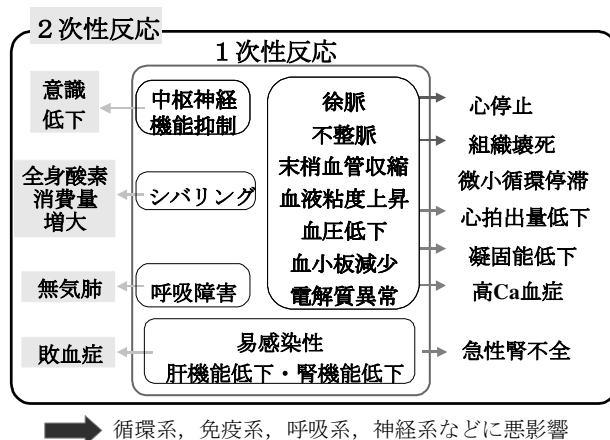 ２次性反応
１次性反応
意識
低下
中枢神経
機能抑制
全身酸素
消費量
増大
シバリング
無気肺
呼吸障害
敗血症
徐脈
不整脈
末梢血管収縮
血液粘度上昇
血圧低下
血小板減少
電解質異常
易感染性
肝機能低下・腎機能低下
心停止
組織壊死
微小循環停滞
心拍出量低下
凝固能低下
高Ca血症
急性腎不全
循環系，免疫系，呼吸系，神経系などに悪影響